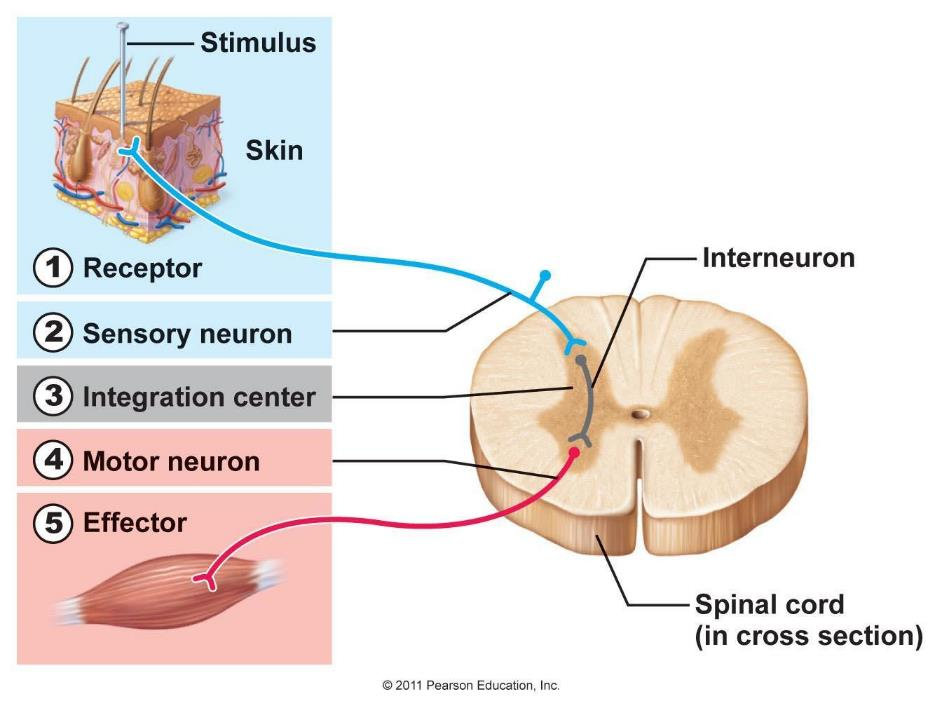 Stimulus
Skin
1 Receptor
Interneuron
2 Sensory neuron
3 Integration center
4 Motor neuron
5 Effector
Spinal cord
(in cross section)
© 2011 Pearson Education, Inc.